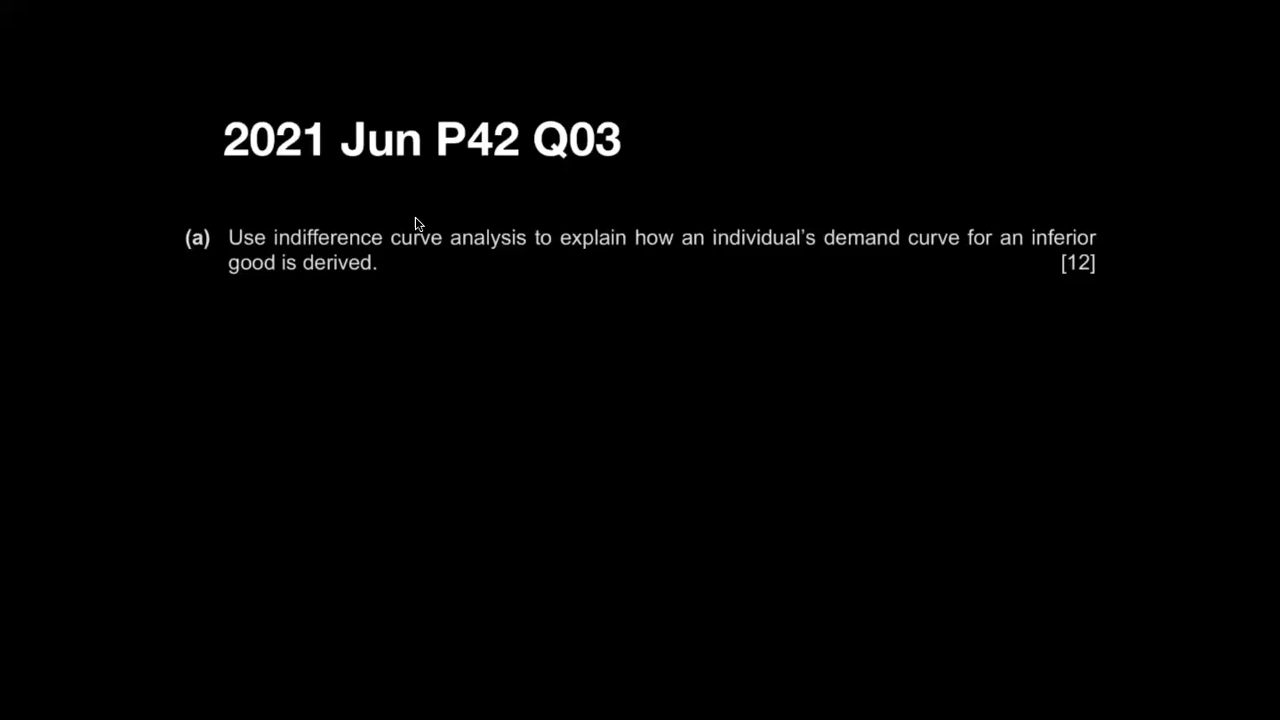 2021 Jun P42 Q03
(a) Use indifference curve analysis to explain how an individual's demand curve for an inferior
good is derived. [12]